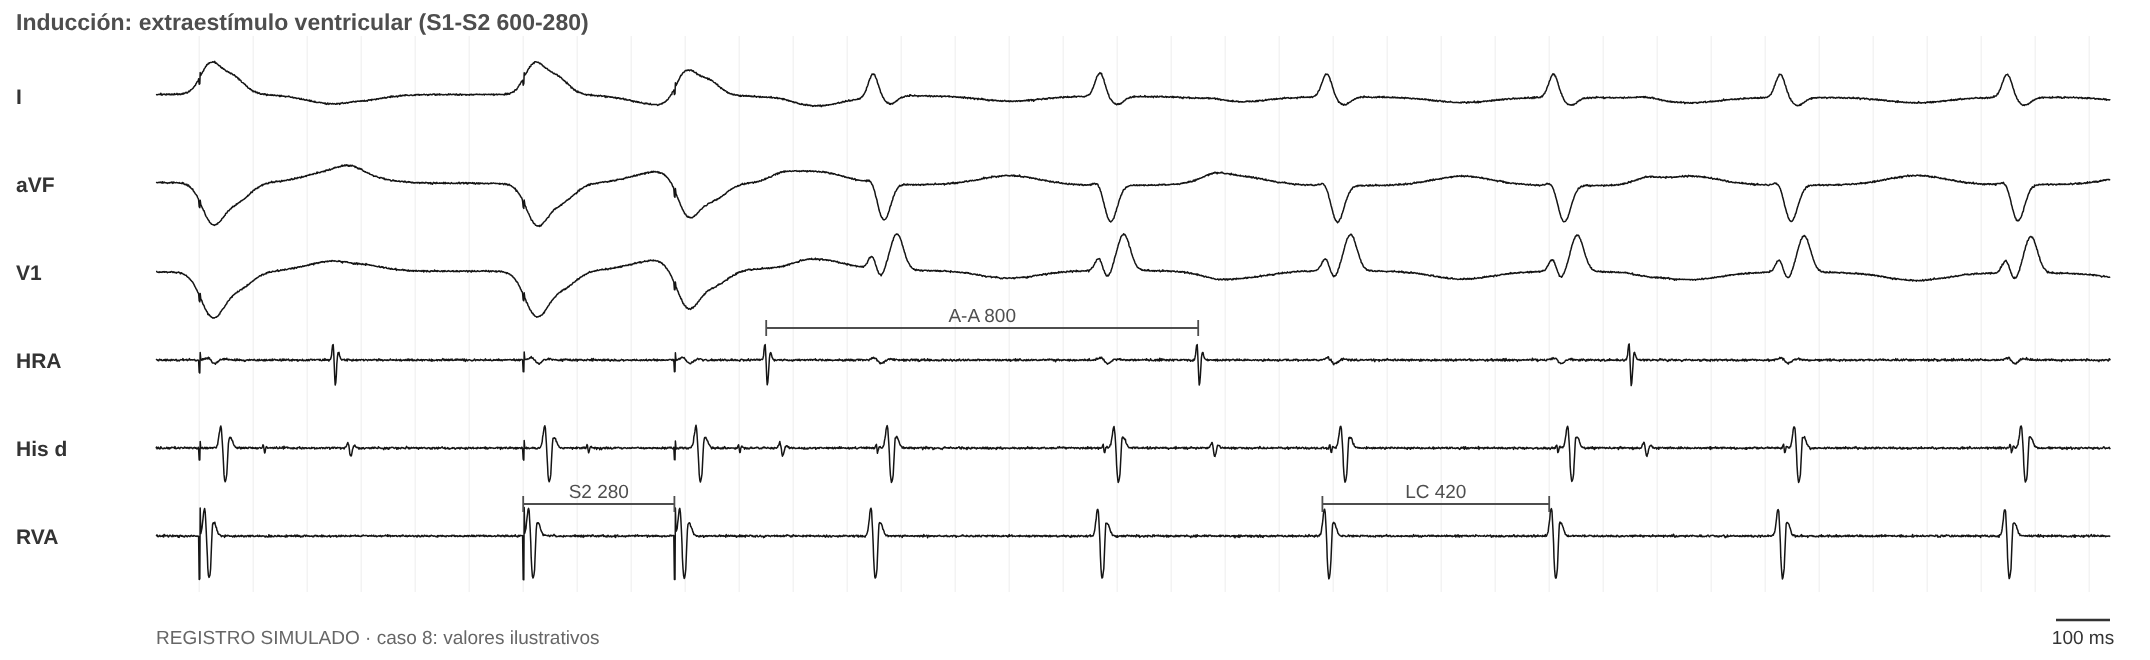 Inducción: extraestímulo ventricular (S1-S2 600-280)
I
aVF
V1
A-A 800
HRA
His d
S2 280
LC 420
RVA
REGISTRO SIMULADO · caso 8: valores ilustrativos
100 ms